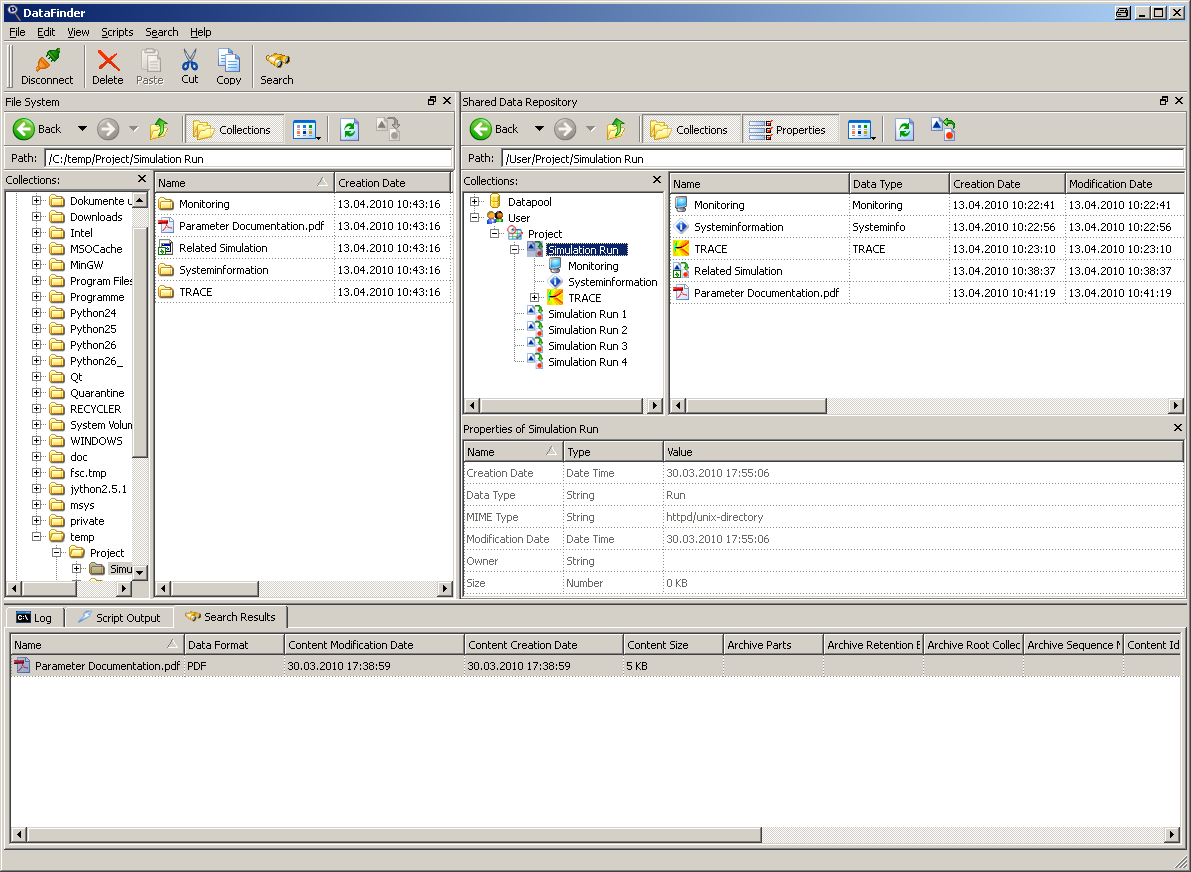 DataFinder
File Edit View Scripts Search Help
Disconnect Delete Paste Cut Copy Search
File System
Back Collections
Path: /C:/temp/Project/Simulation Run
Collections:
Dokumente u
Downloads
Intel
MSOCache
MinGW
Program Files
Programme
Python24
Python25
Python26
Python26_
Qt
Quarantine
RECYCLER
System Volun
WINDOWS
doc
fsc.tmp
jython2.5.1
msys
private
temp
Project
Simu
Name Creation Date
Monitoring 13.04.2010 10:43:16
Parameter Documentation.pdf 13.04.2010 10:43:16
Related Simulation 13.04.2010 10:43:16
Systeminformation 13.04.2010 10:43:16
TRACE 13.04.2010 10:43:16
Shared Data Repository
Back Collections Properties
Path: /User/Project/Simulation Run
Collections:
Datapool
User
Project
Simulation Run
Monitoring
Systeminformation
TRACE
Simulation Run 1
Simulation Run 2
Simulation Run 3
Simulation Run 4
Name Data Type Creation Date Modification Date
Monitoring Monitoring 13.04.2010 10:22:41 13.04.2010 10:22:41
Systeminformation Systeminfo 13.04.2010 10:22:56 13.04.2010 10:22:56
TRACE TRACE 13.04.2010 10:23:10 13.04.2010 10:23:10
Related Simulation 13.04.2010 10:38:37 13.04.2010 10:38:37
Parameter Documentation.pdf 13.04.2010 10:41:19 13.04.2010 10:41:19
Properties of Simulation Run
Name Type Value
Creation Date Date Time 30.03.2010 17:55:06
Data Type String Run
MIME Type String httpd/unix-directory
Modification Date Date Time 30.03.2010 17:55:06
Owner String
Size Number 0 KB
Log Script Output Search Results
Name Data Format Content Modification Date Content Creation Date Content Size Archive Parts Archive Retention E Archive Root Collec Archive Sequence N Content Id
Parameter Documentation.pdf PDF 30.03.2010 17:38:59 30.03.2010 17:38:59 5 KB